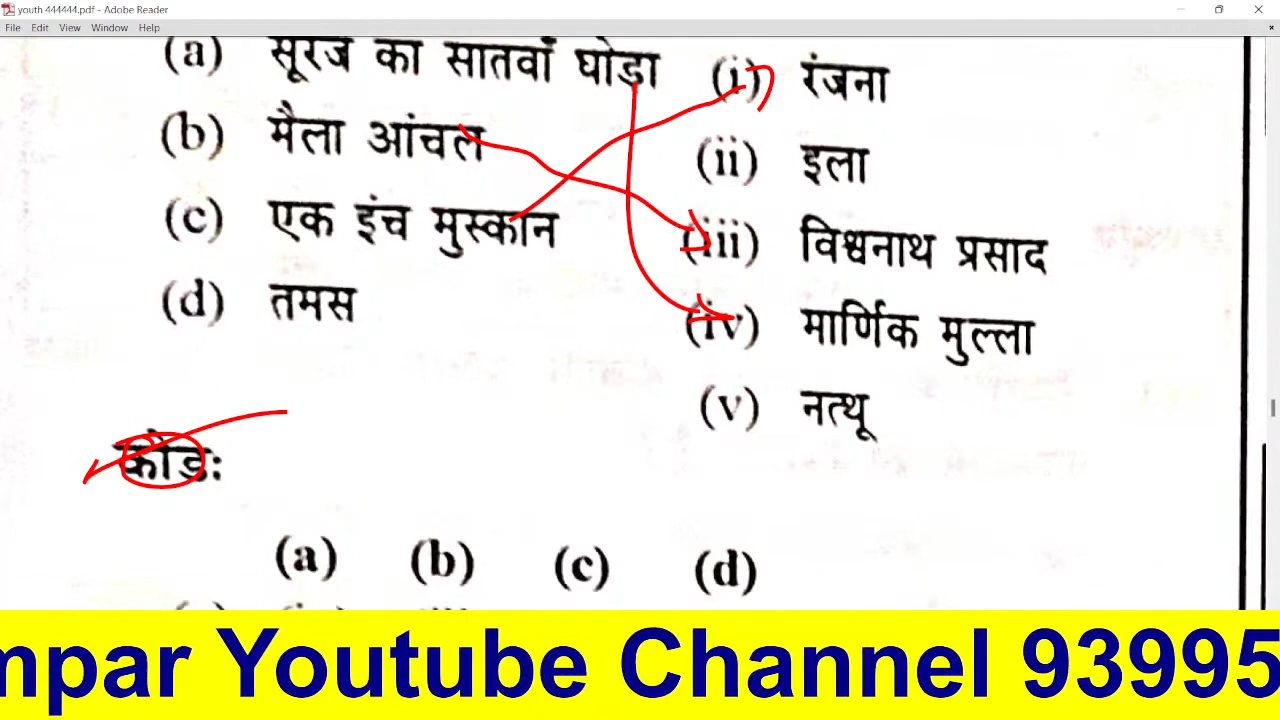 youth 444444.pdf - Adobe Reader
File Edit View Window Help
(a) सूरज का सातवाँ घोड़ा (i) रंजना
(b) मैला आंचल (ii) इला
(c) एक इंच मुस्कान (iii) विश्वनाथ प्रसाद
(d) तमस (iv) मार्णिक मुल्ला
(v) नत्थू
कोडः
(a) (b) (c) (d)
mpar Youtube Channel 93995